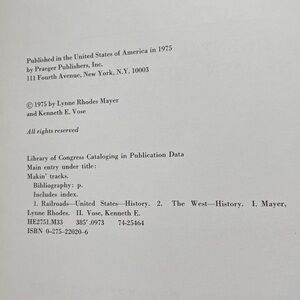 Published in the United States of America in 1975
by Praeger Publishers, Inc.
111 Fourth Avenue, New York, N.Y. 10003
© 1975 by Lynne Rhodes Mayer
and Kenneth E. Vose
All rights reserved
Library of Congress Cataloging in Publication Data
Main entry under title:
Makin' tracks.
Bibliography: p.
Includes index.
1. Railroads—United States—History. 2. The West—History. I. Mayer,
Lynne Rhodes. II. Vose, Kenneth E.
HE2751.M33 385'.0973 74-25464
ISBN 0-275-22020-6